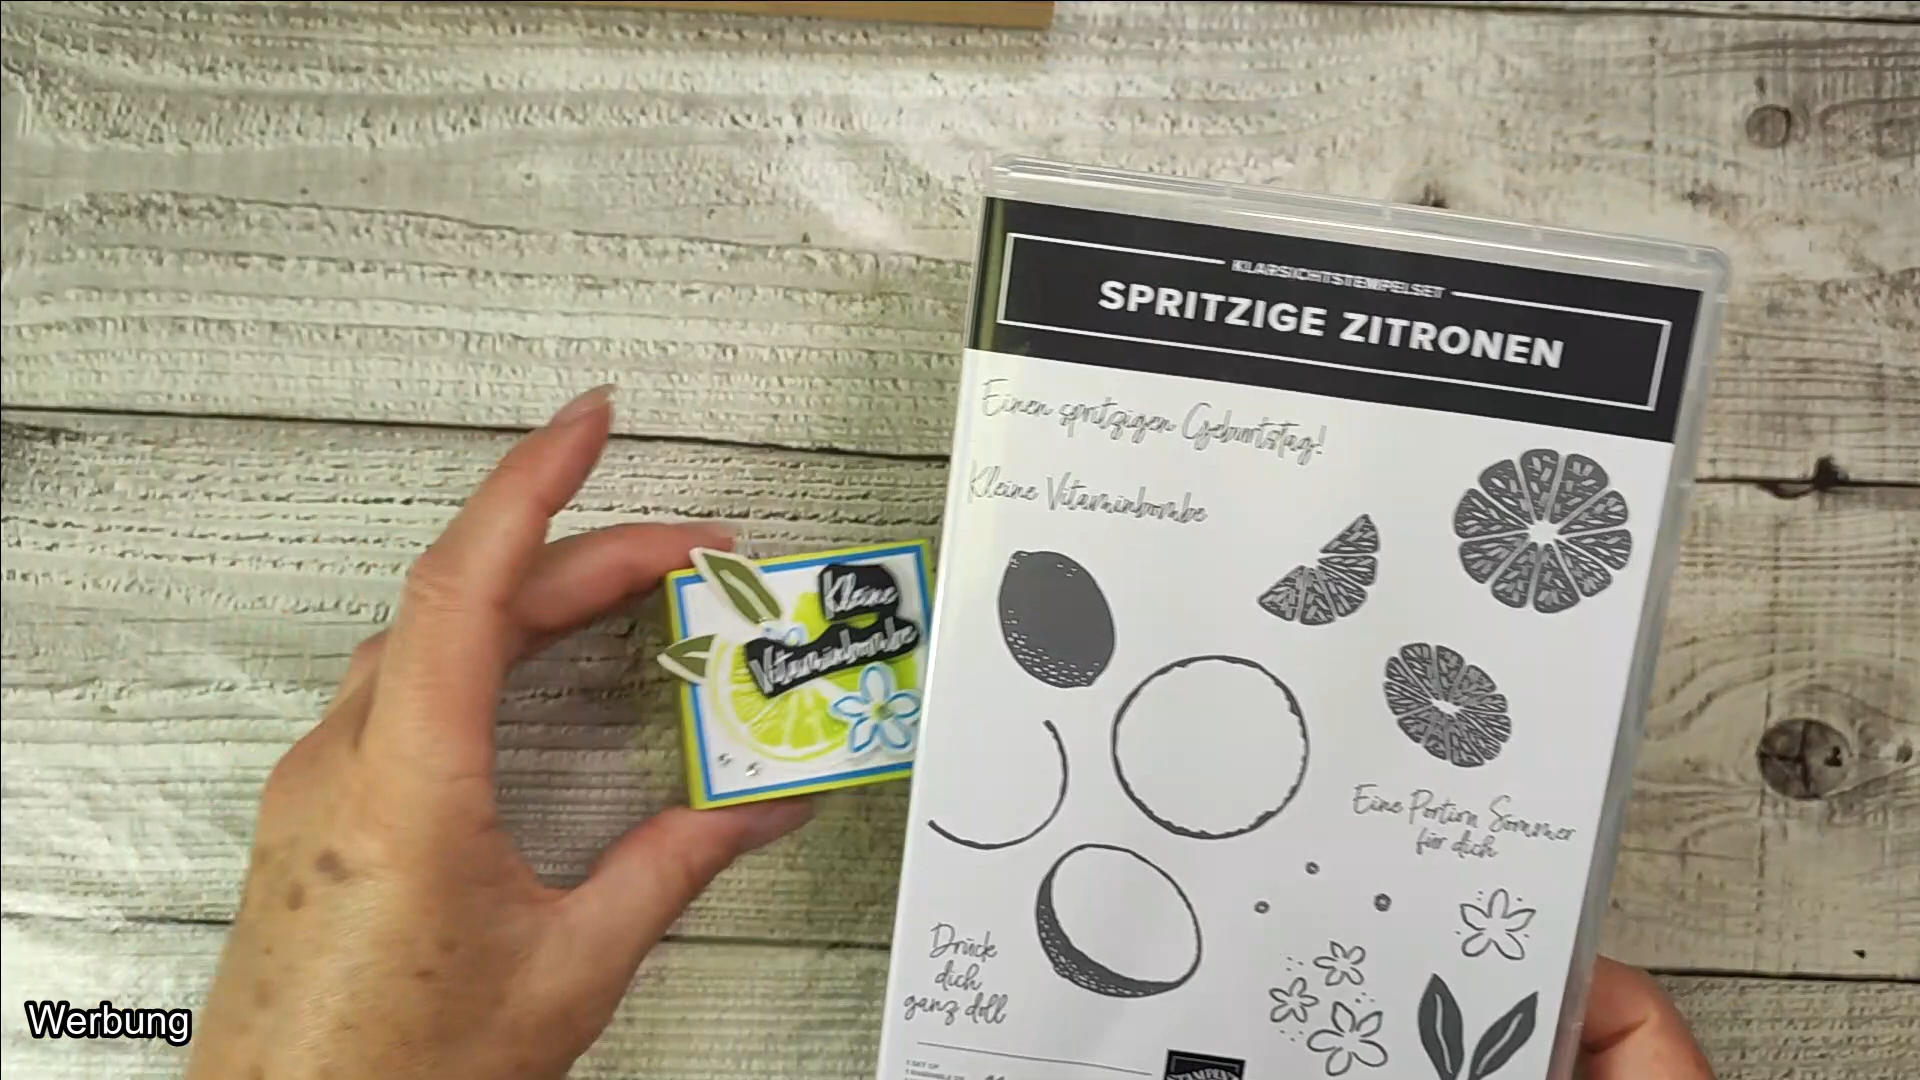 KLARSICHTSTEMPELSET
SPRITZIGE ZITRONEN
Einen spritzigen Geburtstag!
Kleine Vitaminbombe
Kleine
Vitaminbombe
Eine Portion Sommer
für dich
Drücke
dich
ganz doll
Werbung